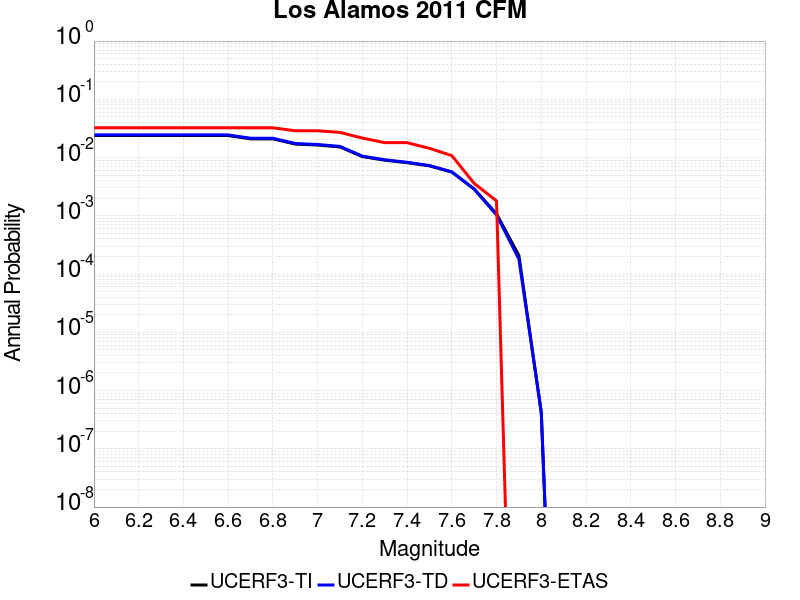 Los Alamos 2011 CFM
10^0
10^-1
10^-2
10^-3
10^-4
10^-5
10^-6
10^-7
10^-8
Annual Probability
6 6.2 6.4 6.6 6.8 7 7.2 7.4 7.6 7.8 8 8.2 8.4 8.6 8.8 9
Magnitude
UCERF3-TI UCERF3-TD UCERF3-ETAS